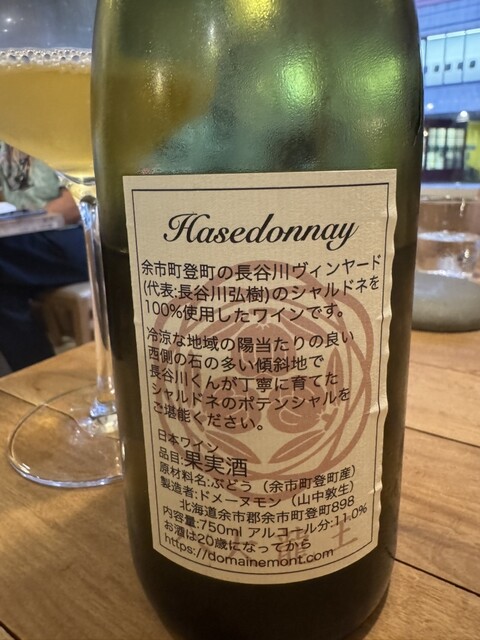 Hasedonnay
余市町登町の長谷川ヴィンヤード
(代表:長谷川弘樹)のシャルドネを
100%使用したワインです。
冷涼な地域の陽当たりの良い
西側の石の多い傾斜地で
長谷川くんが丁寧に育てた
シャルドネのポテンシャルを
ご堪能ください。
日本ワイン
品目:果実酒
原材料名:ぶどう(余市町登町産)
製造者:ドメーヌモン(山中敦生)
北海道余市郡余市町登町898
内容量:750ml アルコール分:11.0%
お酒は20歳になってから
https://domainemont.com